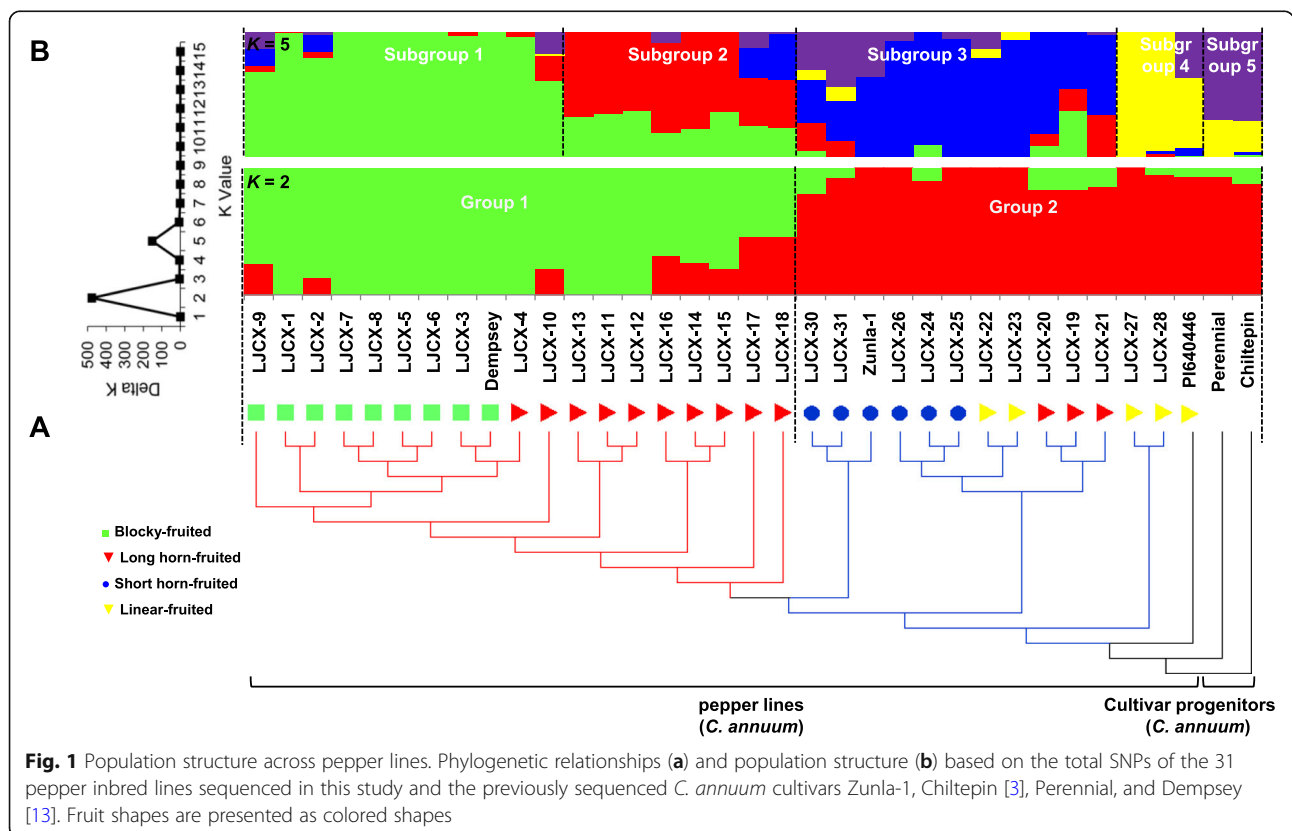 B
K = 5
Subgroup 1
Subgroup 2
Subgroup 3
Subgr
oup 4
Subgr
oup 5
K = 2
Group 1
Group 2
1 2 3 4 5 6 7 8 9 10 11 12 13 14 15
K Value
500 400 300 200 100 0
Delta K
LJCX-9
LJCX-1
LJCX-2
LJCX-7
LJCX-8
LJCX-5
LJCX-6
LJCX-3
Dempsey
LJCX-4
LJCX-10
LJCX-13
LJCX-11
LJCX-12
LJCX-16
LJCX-14
LJCX-15
LJCX-17
LJCX-18
LJCX-30
LJCX-31
Zunla-1
LJCX-26
LJCX-24
LJCX-25
LJCX-22
LJCX-23
LJCX-20
LJCX-19
LJCX-21
LJCX-27
LJCX-28
PI640446
Perennial
Chiltepin
A
Blocky-fruited
Long horn-fruited
Short horn-fruited
Linear-fruited
pepper lines
(C. annuum)
Cultivar progenitors
(C. annuum)
Fig. 1 Population structure across pepper lines. Phylogenetic relationships (a) and population structure (b) based on the total SNPs of the 31
pepper inbred lines sequenced in this study and the previously sequenced C. annuum cultivars Zunla-1, Chiltepin [3], Perennial, and Dempsey
[13]. Fruit shapes are presented as colored shapes